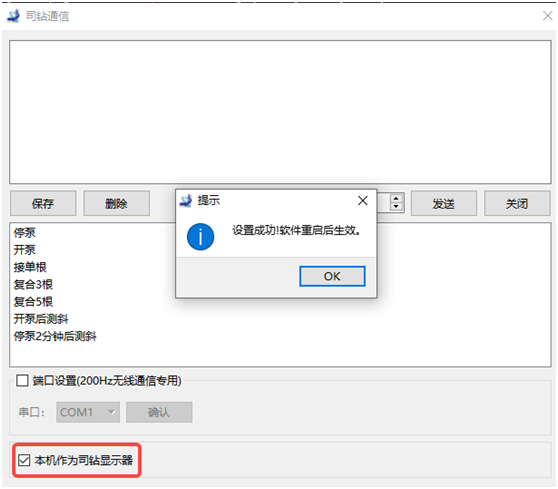 司钻通信
提示
设置成功!软件重启后生效。
OK
保存
删除
发送
关闭
停泵
开泵
接单根
复合3根
复合5根
开泵后测斜
停泵2分钟后测斜
端口设置(200Hz无线通信专用)
串口：
COM1
确认
本机作为司钻显示器